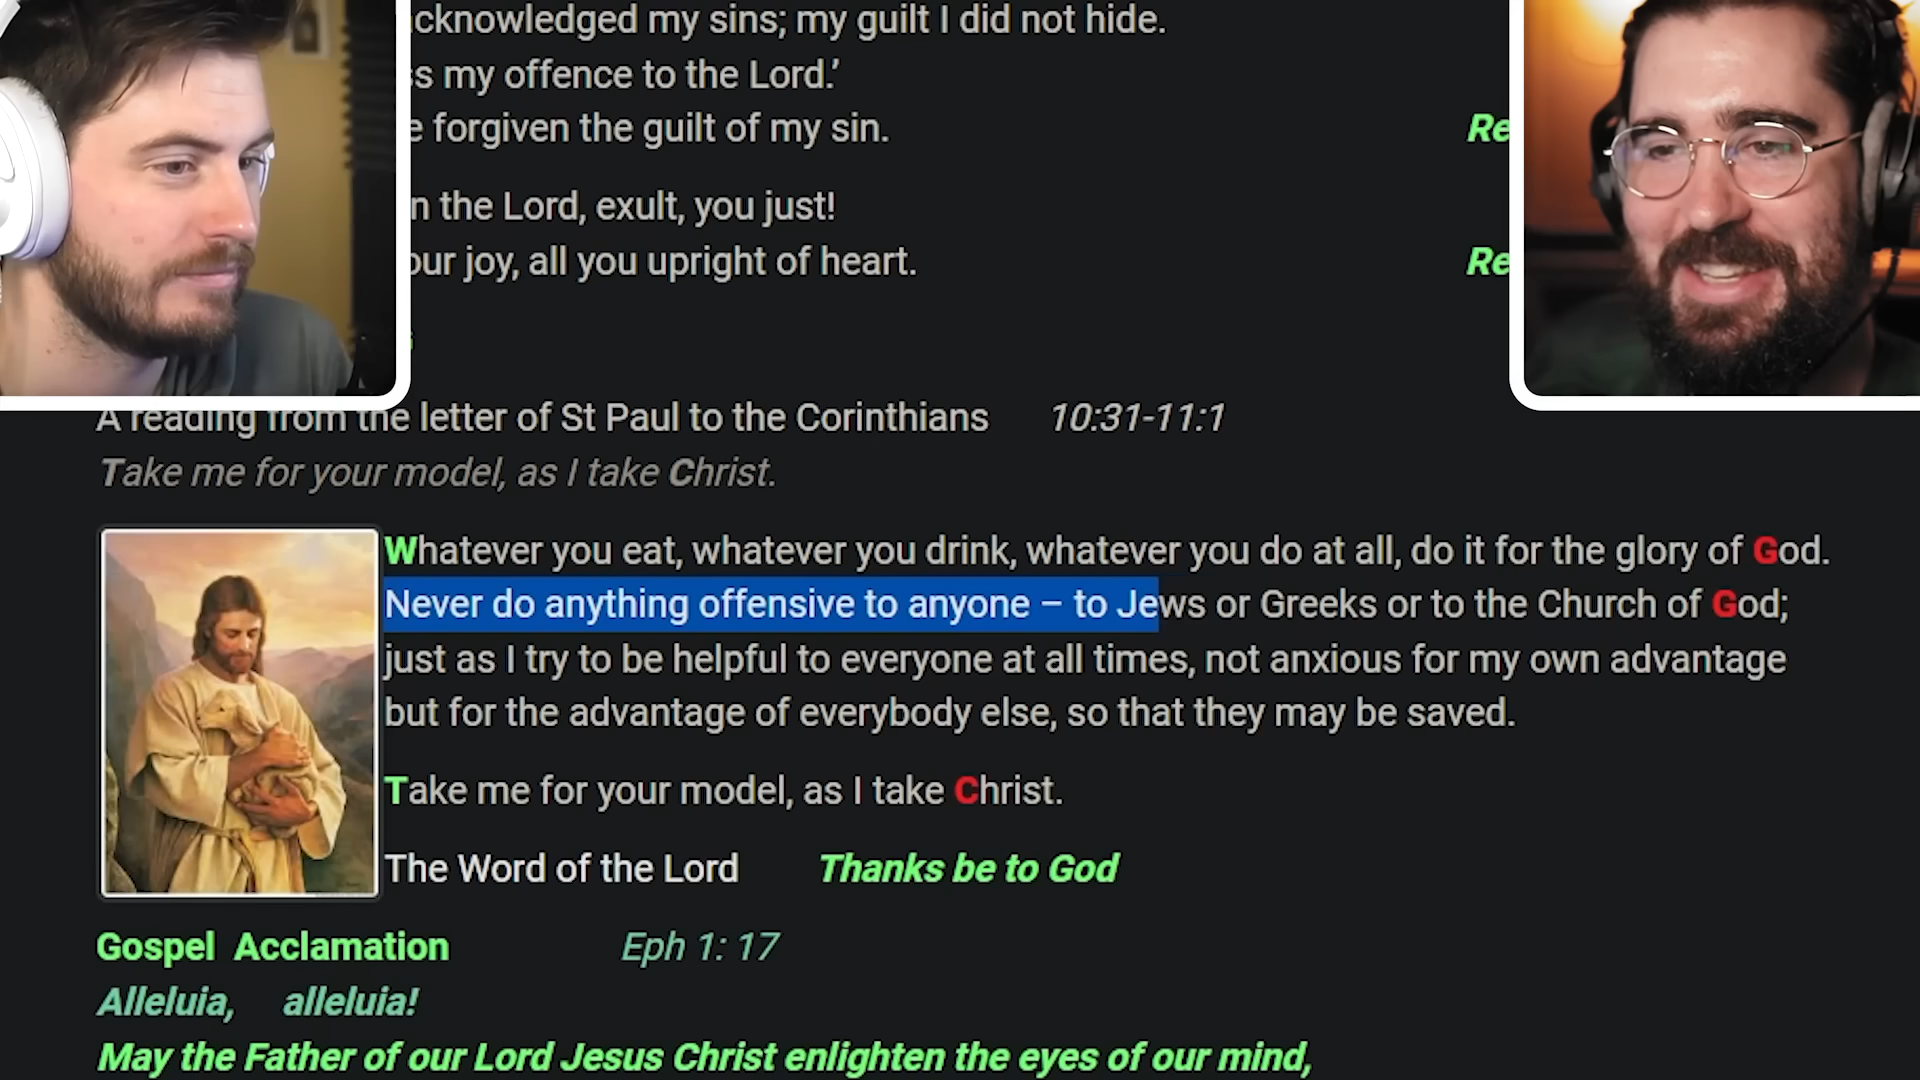 cknowledged my sins; my guilt I did not hide.
s my offence to the Lord.’
e forgiven the guilt of my sin. Re
n the Lord, exult, you just!
our joy, all you upright of heart. Re
A reading from the letter of St Paul to the Corinthians 10:31-11:1
Take me for your model, as I take Christ.
Whatever you eat, whatever you drink, whatever you do at all, do it for the glory of God.
Never do anything offensive to anyone – to Jews or Greeks or to the Church of God;
just as I try to be helpful to everyone at all times, not anxious for my own advantage
but for the advantage of everybody else, so that they may be saved.
Take me for your model, as I take Christ.
The Word of the Lord Thanks be to God
Gospel Acclamation Eph 1: 17
Alleluia, alleluia!
May the Father of our Lord Jesus Christ enlighten the eyes of our mind,